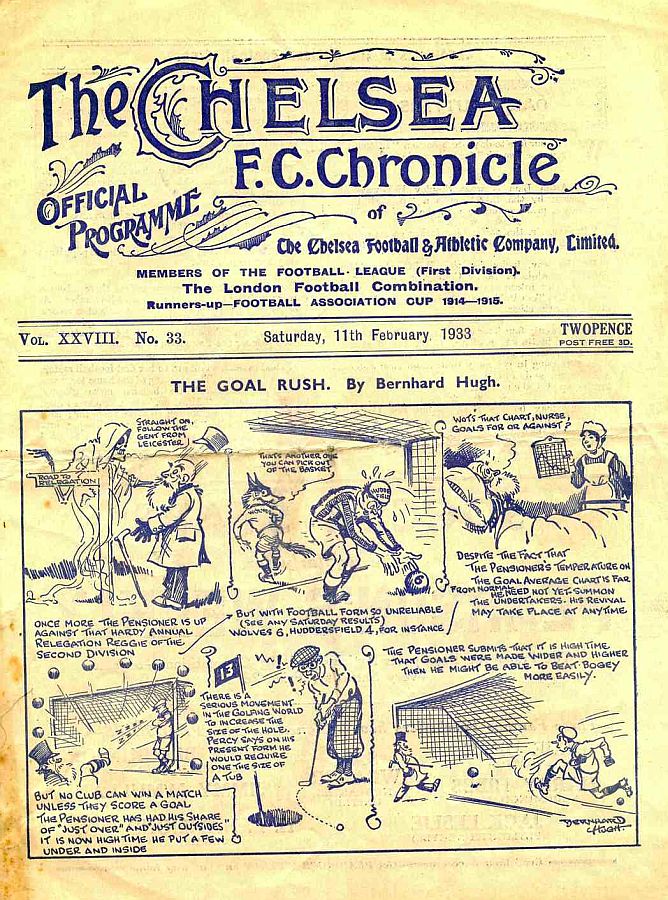 The CHELSEA
F.C. Chronicle
OFFICIAL
PROGRAMME
of
The Chelsea Football & Athletic Company, Limited.
MEMBERS OF THE FOOTBALL LEAGUE (First Division).
The London Football Combination.
Runners-up—FOOTBALL ASSOCIATION CUP 1914—1915.
VOL. XXVIII. No. 33.
Saturday, 11th February, 1933
TWOPENCE
POST FREE 3D.
THE GOAL RUSH. By Bernhard Hugh.
STRAIGHT ON,
FOLLOW THE
GENT FROM
LEICESTER
ROAD TO
RELEGATION
ONCE MORE THE PENSIONER IS UP
AGAINST THAT HARDY ANNUAL
RELEGATION REGGIE OF THE
SECOND DIVISION
THAT'S ANOTHER ONE
YOU CAN PICK OUT
OF THE BASKET
WOLVES
HUDDERS
FIELD
6
BUT WITH FOOTBALL FORM SO UNRELIABLE
(SEE ANY SATURDAY RESULTS)
WOLVES 6, HUDDERSFIELD 4, FOR INSTANCE
WOTS THAT CHART, NURSE,
GOALS FOR OR AGAINST?
DESPITE THE FACT THAT
THE PENSIONER'S TEMPERATURE ON
THE GOAL AVERAGE CHART IS FAR
FROM NORMAL HE NEED NOT YET SUMMON
THE UNDERTAKERS. HIS REVIVAL
MAY TAKE PLACE AT ANYTIME
BUT NO CLUB CAN WIN A MATCH
UNLESS THEY SCORE A GOAL
THE PENSIONER HAS HAD HIS SHARE
OF "JUST OVER" AND "JUST OUTSIDES"
IT IS NOW HIGH TIME HE PUT A FEW
UNDER AND INSIDE
13
THERE IS A
SERIOUS MOVEMENT
IN THE GOLFING WORLD
TO INCREASE THE
SIZE OF THE HOLE.
PERCY SAYS ON HIS
PRESENT FORM HE
WOULD REQUIRE
ONE THE SIZE OF
A TUB
!!
!
THE PENSIONER SUBMITS THAT IT IS HIGH TIME
THAT GOALS WERE MADE WIDER AND HIGHER
THEN HE MIGHT BE ABLE TO BEAT BOGEY
MORE EASILY.
BERNHARD
HUGH